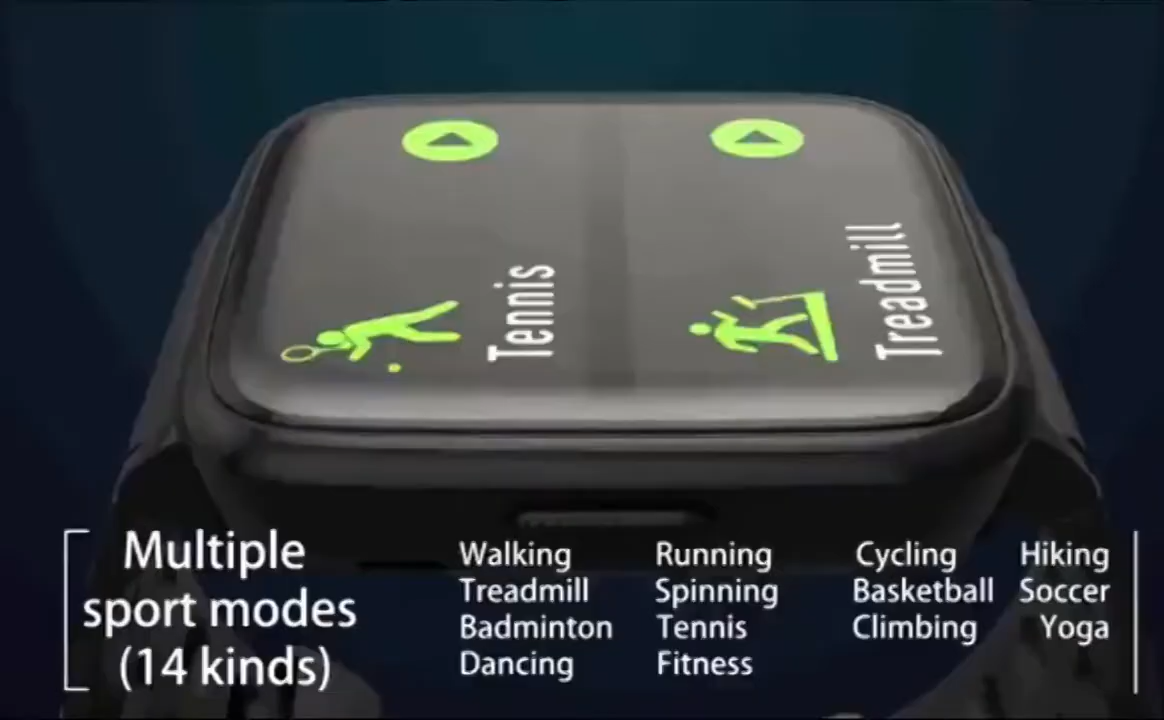 Tennis
Treadmill
Multiple
sport modes
(14 kinds)
Walking Running Cycling Hiking
Treadmill Spinning Basketball Soccer
Badminton Tennis Climbing Yoga
Dancing Fitness